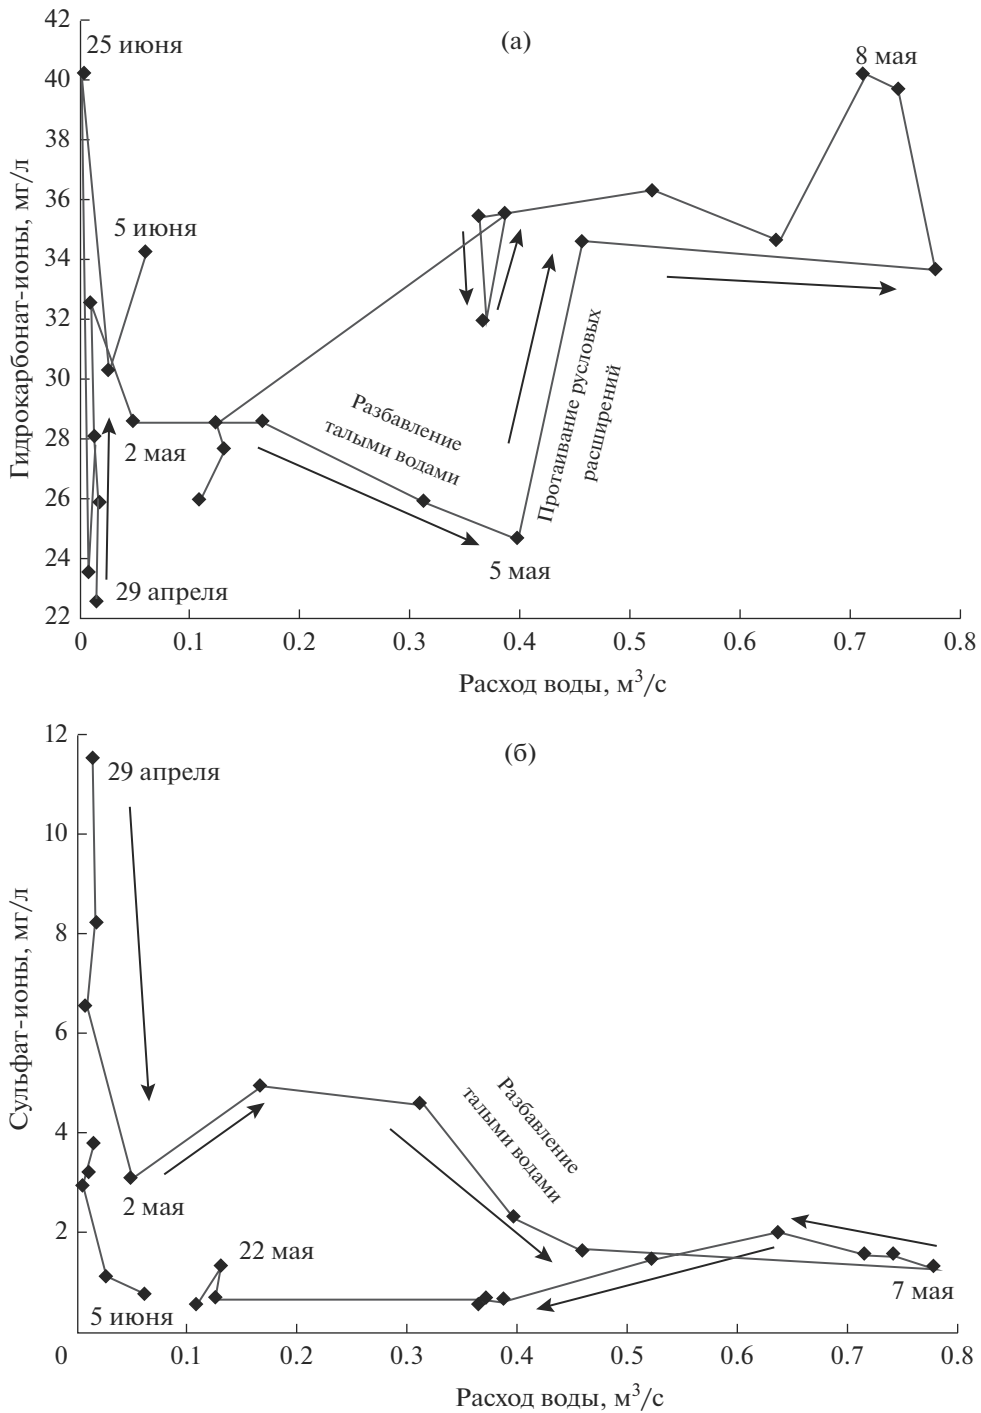 (а)
Гидрокарбонат-ионы, мг/л
42
40
38
36
34
32
30
28
26
24
22
25 июня
8 мая
5 июня
2 мая
29 апреля
5 мая
Разбавление
талыми водами
Протаивание русловых
расширений
0 0.1 0.2 0.3 0.4 0.5 0.6 0.7 0.8
Расход воды, м³/с
(б)
Сульфат-ионы, мг/л
12
10
8
6
4
2
0 0.1 0.2 0.3 0.4 0.5 0.6 0.7 0.8
29 апреля
Разбавление
талыми водами
2 мая
22 мая
7 мая
5 июня
Расход воды, м³/с